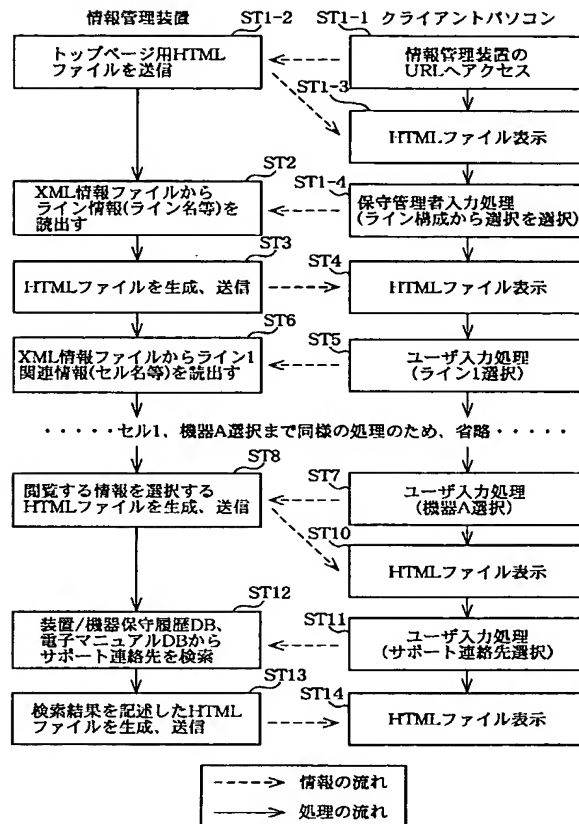 情報管理装置
ST1-2
ST1-1 クライアントパソコン
トップページ用HTML
ファイルを送信
情報管理装置の
URLへアクセス
ST1-3
HTMLファイル表示
ST2
XML情報ファイルから
ライン情報(ライン名等)を
読出す
ST1-4
保守管理者入力処理
(ライン構成から選択を選択)
ST3
HTMLファイルを生成、送信
ST4
HTMLファイル表示
ST6
XML情報ファイルからライン1
関連情報(セル名等)を読出す
ST5
ユーザ入力処理
(ライン1選択)
・・・・・セル1、機器A選択まで同様の処理のため、省略・・・・・
ST8
閲覧する情報を選択する
HTMLファイルを生成、送信
ST7
ユーザ入力処理
(機器A選択)
ST10
HTMLファイル表示
ST12
装置/機器保守履歴DB、
電子マニュアルDBから
サポート連絡先を検索
ST11
ユーザ入力処理
(サポート連絡先選択)
ST13
検索結果を記述したHTML
ファイルを生成、送信
ST14
HTMLファイル表示
情報の流れ
処理の流れ